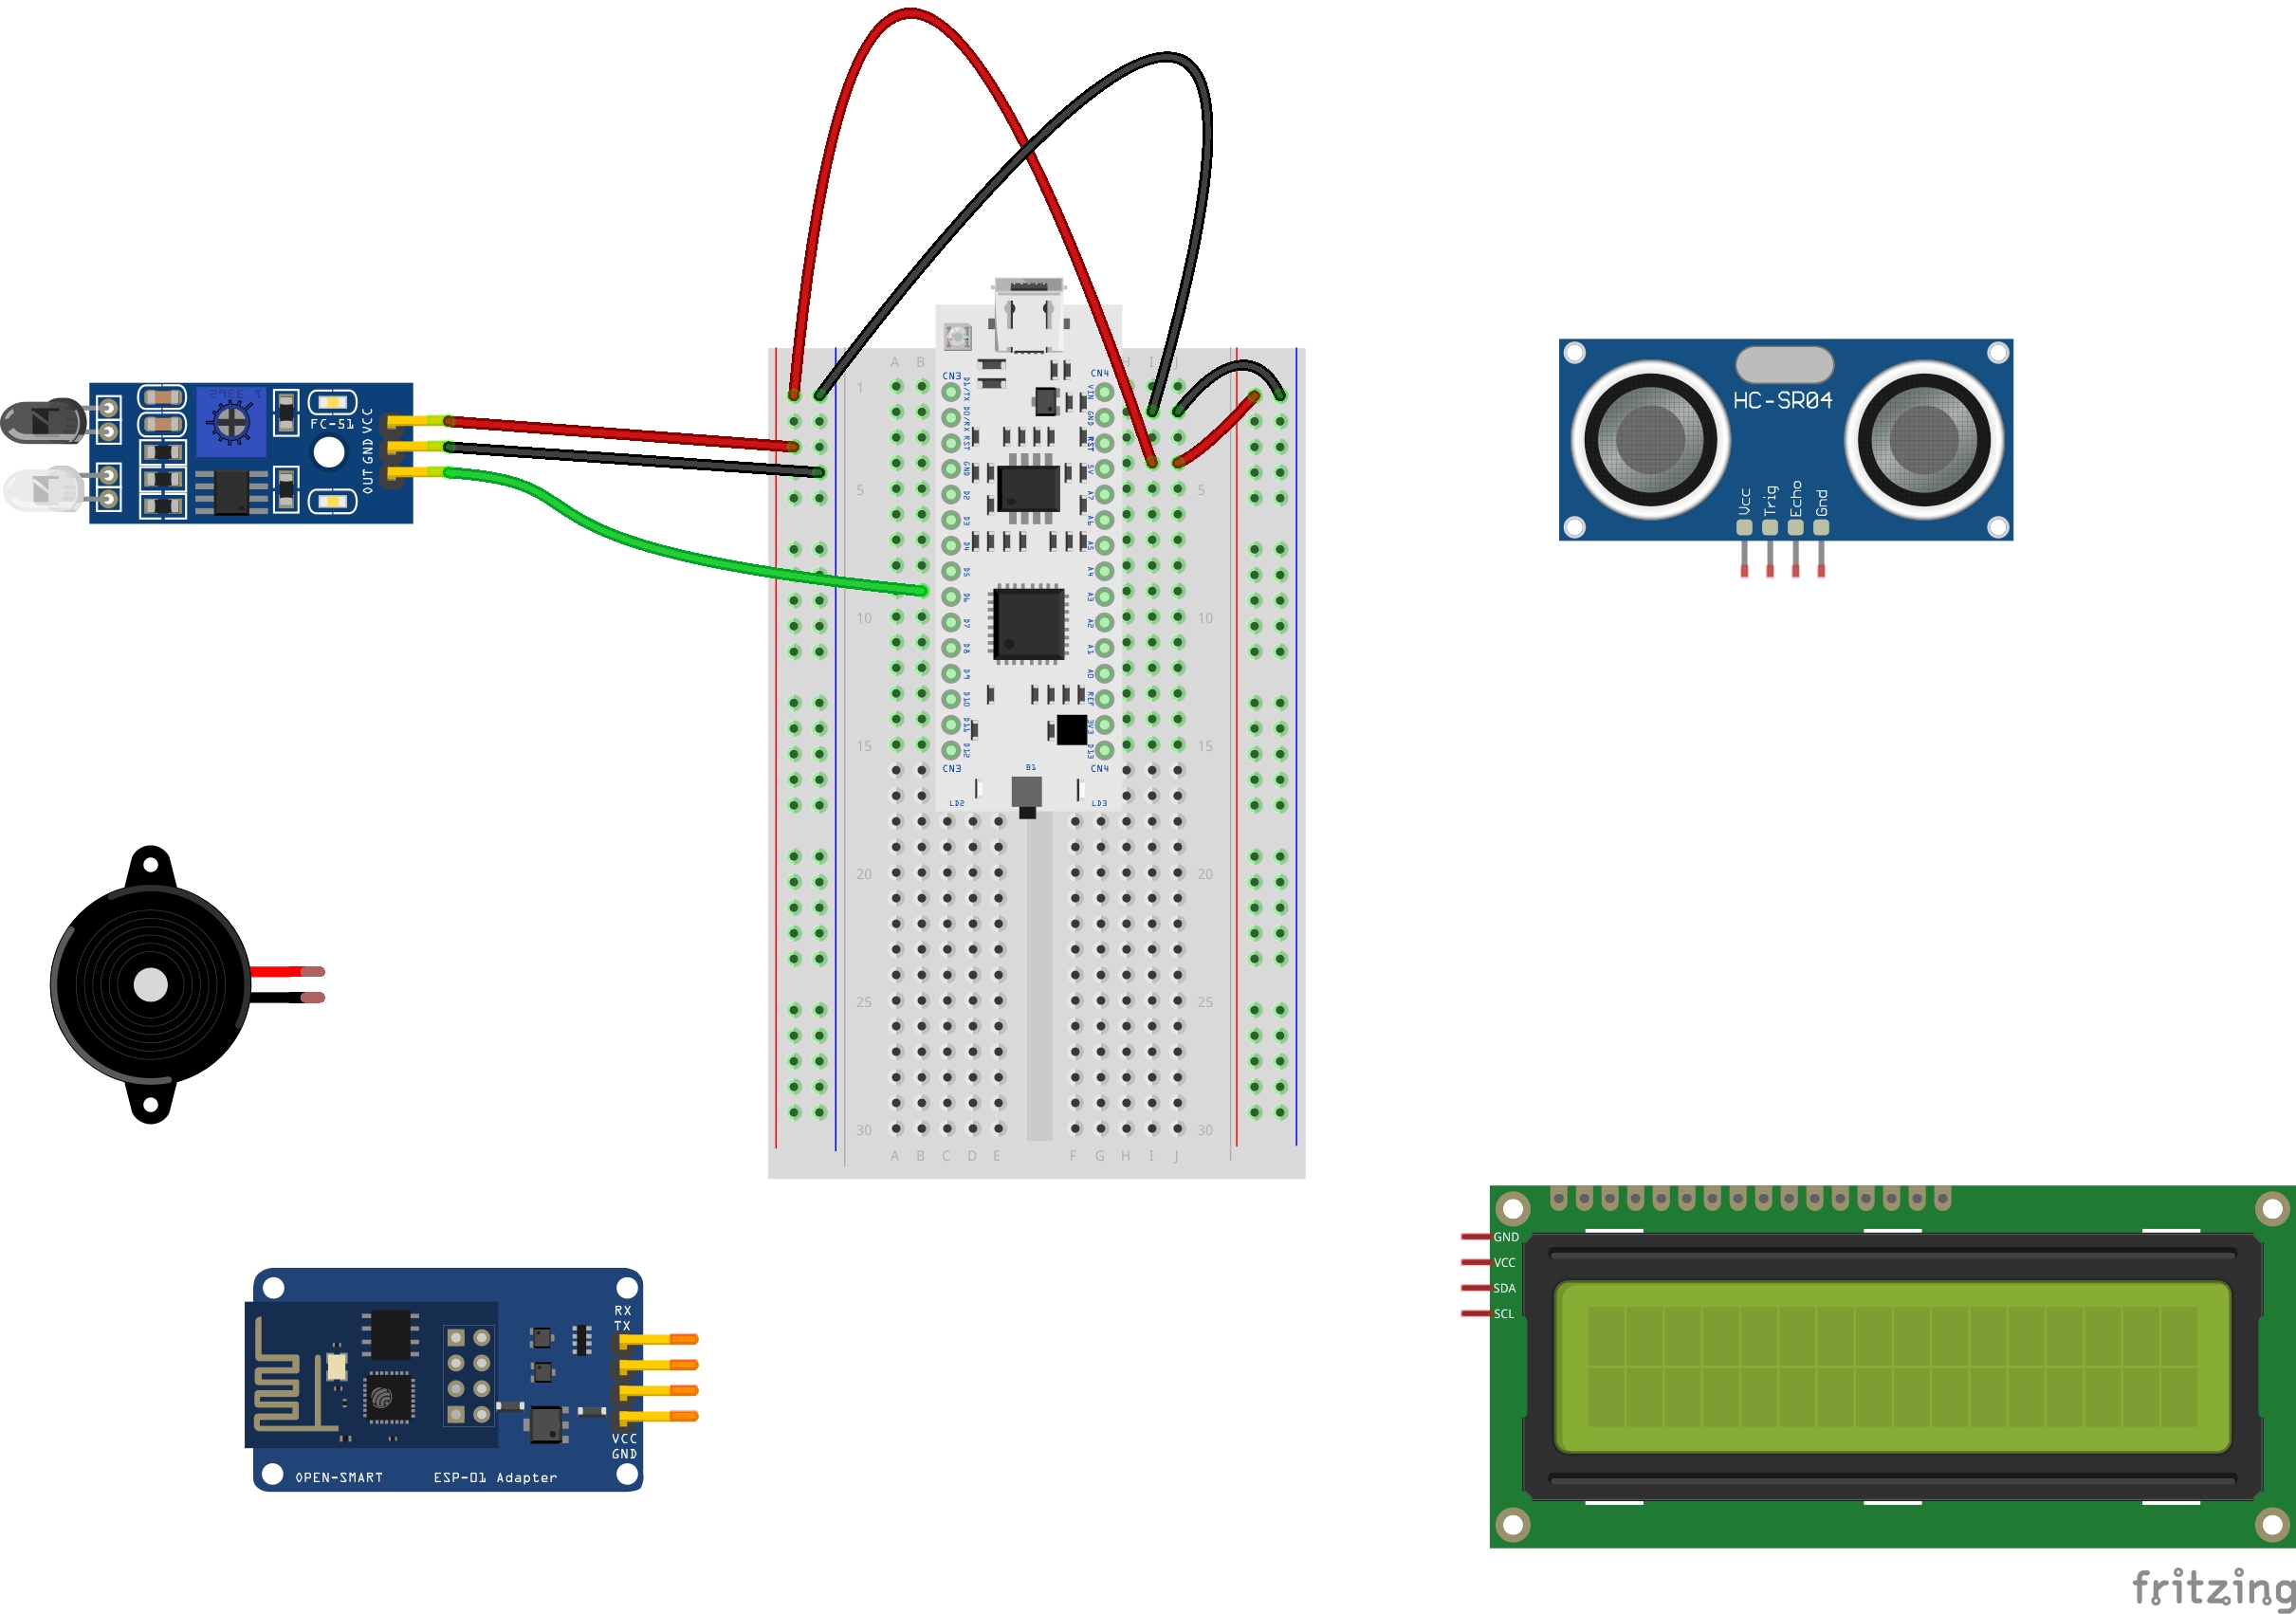 FC-51
VCC
GND
OUT
A B H I J
CN3 CN4
D1/TX
D0/RX
RST
GND
D2
D3
D4
D5
D6
D7
D8
D9
D10
D11
D12
VIN
GND
RST
5V
A7
A6
A5
A4
A3
A2
A1
A0
REF
3V3
D13
CN3 B1 CN4
LD2 LD3
1
5 5
10 10
15 15
20 20
25 25
30 30
A B C D E F G H I J
HC-SR04
Vcc
Trig
Echo
Gnd
RX
TX
VCC
GND
OPEN-SMART ESP-01 Adapter
GND
VCC
SDA
SCL
fritzing